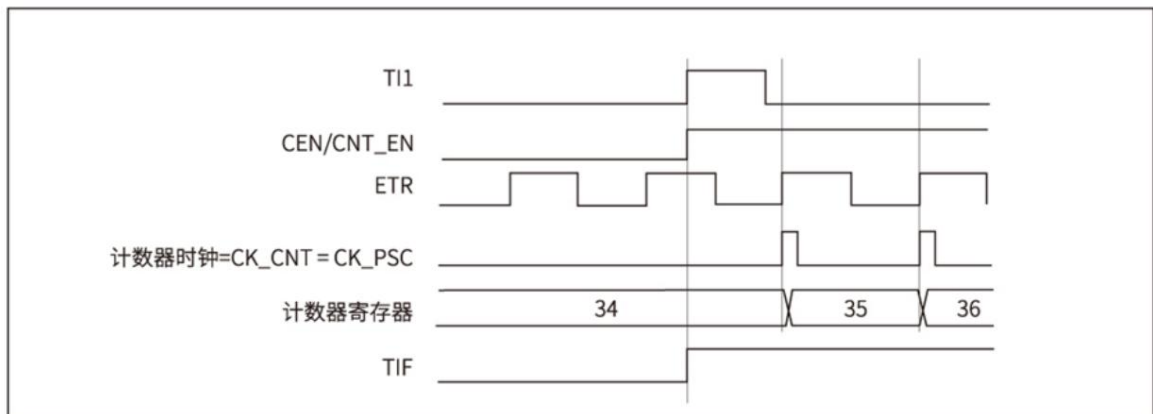 TI1
CEN/CNT_EN
ETR
计数器时钟=CK_CNT = CK_PSC
计数器寄存器 34 35 36
TIF